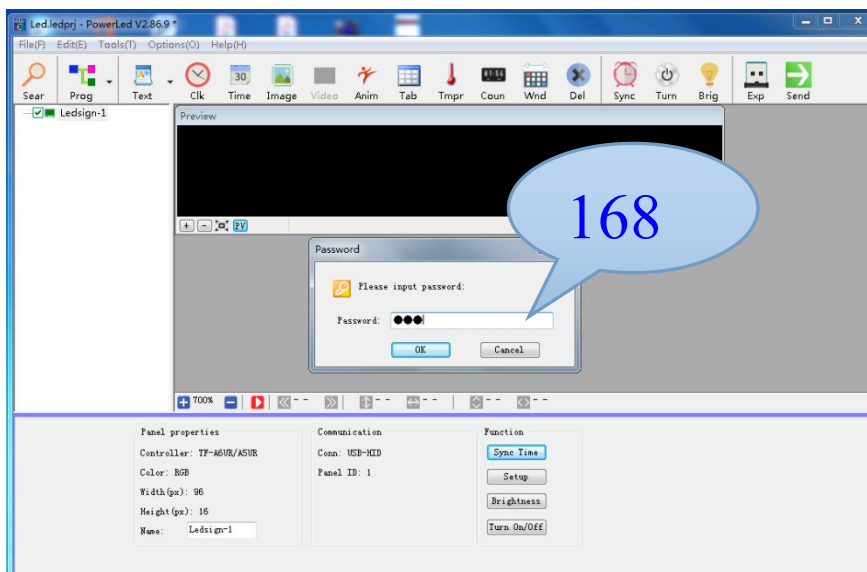 Led.ledprj - PowerLed V2.86.9 *
File(F) Edit(E) Tools(T) Options(O) Help(H)
Sear Prog Text Clk Time Image Video Anim Tab Tmpr Coun Wnd Del Sync Turn Brig Exp Send
Ledsign-1
Preview
PV
168
Password
Please input password:
Password:
OK Cancel
700%
Panel properties Communication Function
Controller: TF-A6UR/A5UR Conn: USB-HID Sync Time
Color: RGB Panel ID: 1 Setup
Width(px): 96 Brightness
Height(px): 16
Name: Ledsign-1 Turn On/Off